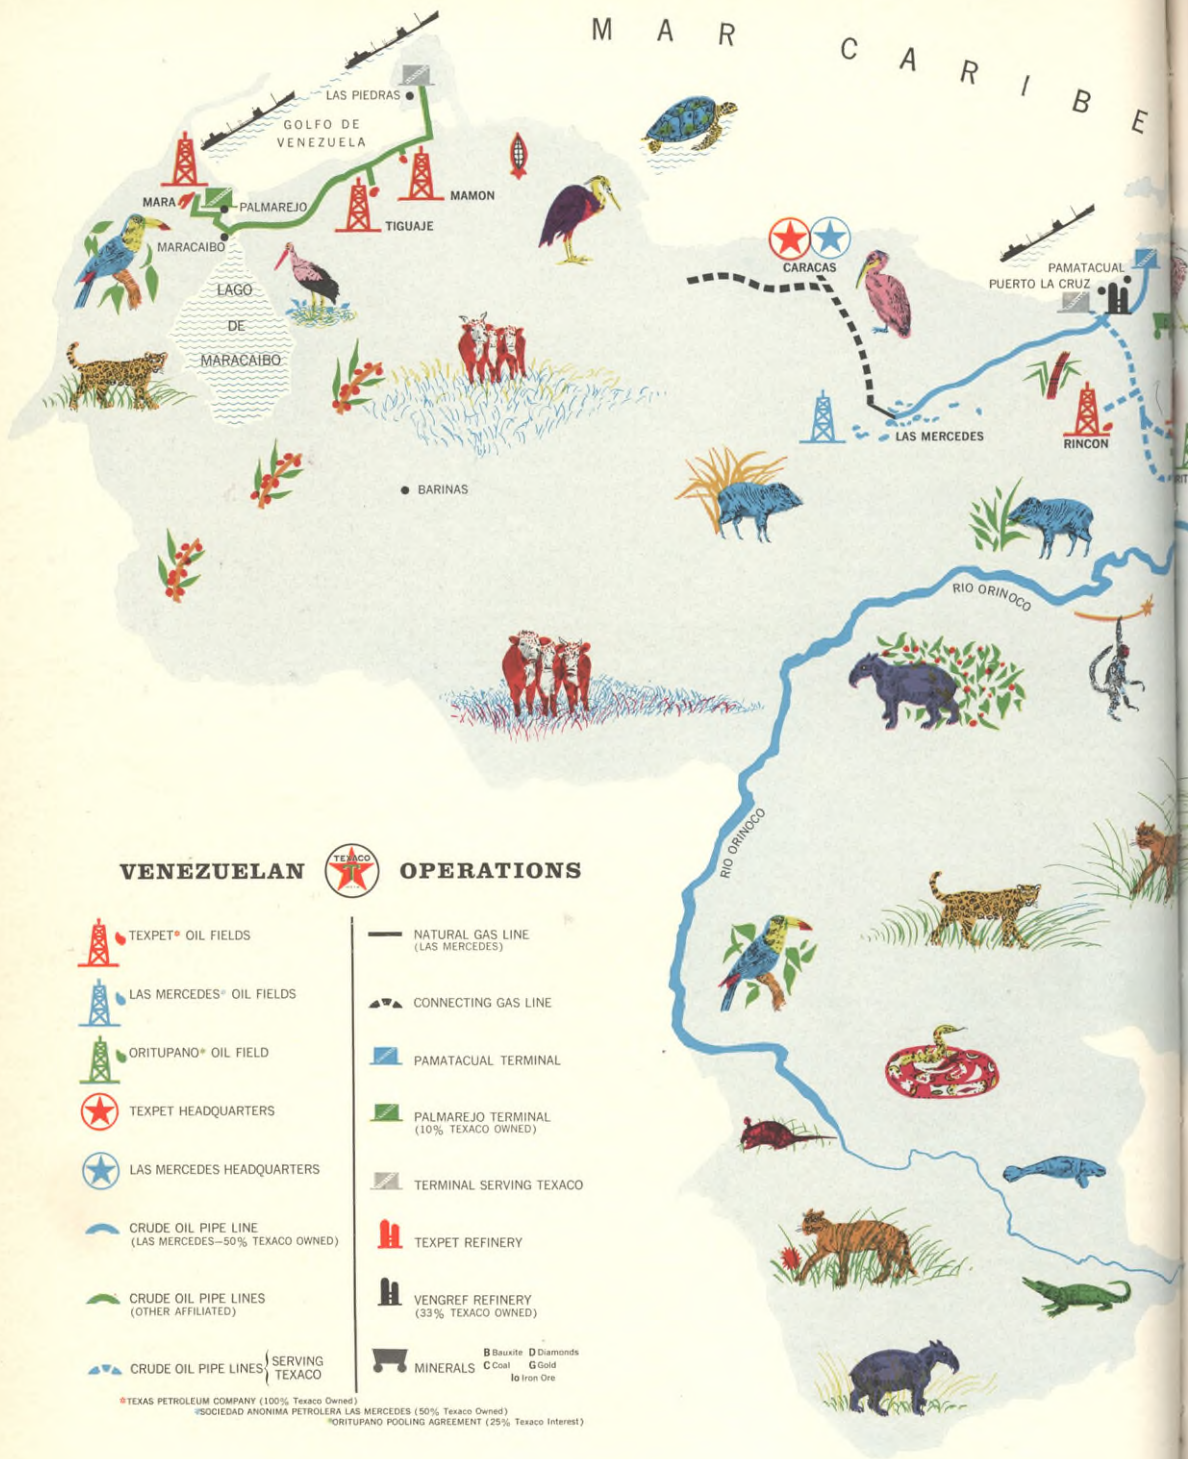 MAR CARIBE
LAS PIEDRAS
GOLFO DE
VENEZUELA
MARA
PALMAREJO
MAMON
TIGUAJE
MARACAIBO
LAGO
DE
MARACAIBO
CARACAS
PAMATACUAL
PUERTO LA CRUZ
LAS MERCEDES
RINCON
BARINAS
RIO ORINOCO
RIO ORINOCO
VENEZUELAN TEXACO OPERATIONS
TEXPET* OIL FIELDS
LAS MERCEDES* OIL FIELDS
ORITUPANO* OIL FIELD
TEXPET HEADQUARTERS
LAS MERCEDES HEADQUARTERS
CRUDE OIL PIPE LINE
(LAS MERCEDES—50% TEXACO OWNED)
CRUDE OIL PIPE LINES
(OTHER AFFILIATED)
CRUDE OIL PIPE LINES { SERVING
TEXACO
NATURAL GAS LINE
(LAS MERCEDES)
CONNECTING GAS LINE
PAMATACUAL TERMINAL
PALMAREJO TERMINAL
(10% TEXACO OWNED)
TERMINAL SERVING TEXACO
TEXPET REFINERY
VENGREF REFINERY
(33% TEXACO OWNED)
MINERALS
B Bauxite D Diamonds
C Coal G Gold
Io Iron Ore
*TEXAS PETROLEUM COMPANY (100% Texaco Owned)
*SOCIEDAD ANONIMA PETROLERA LAS MERCEDES (50% Texaco Owned)
*ORITUPANO POOLING AGREEMENT (25% Texaco Interest)